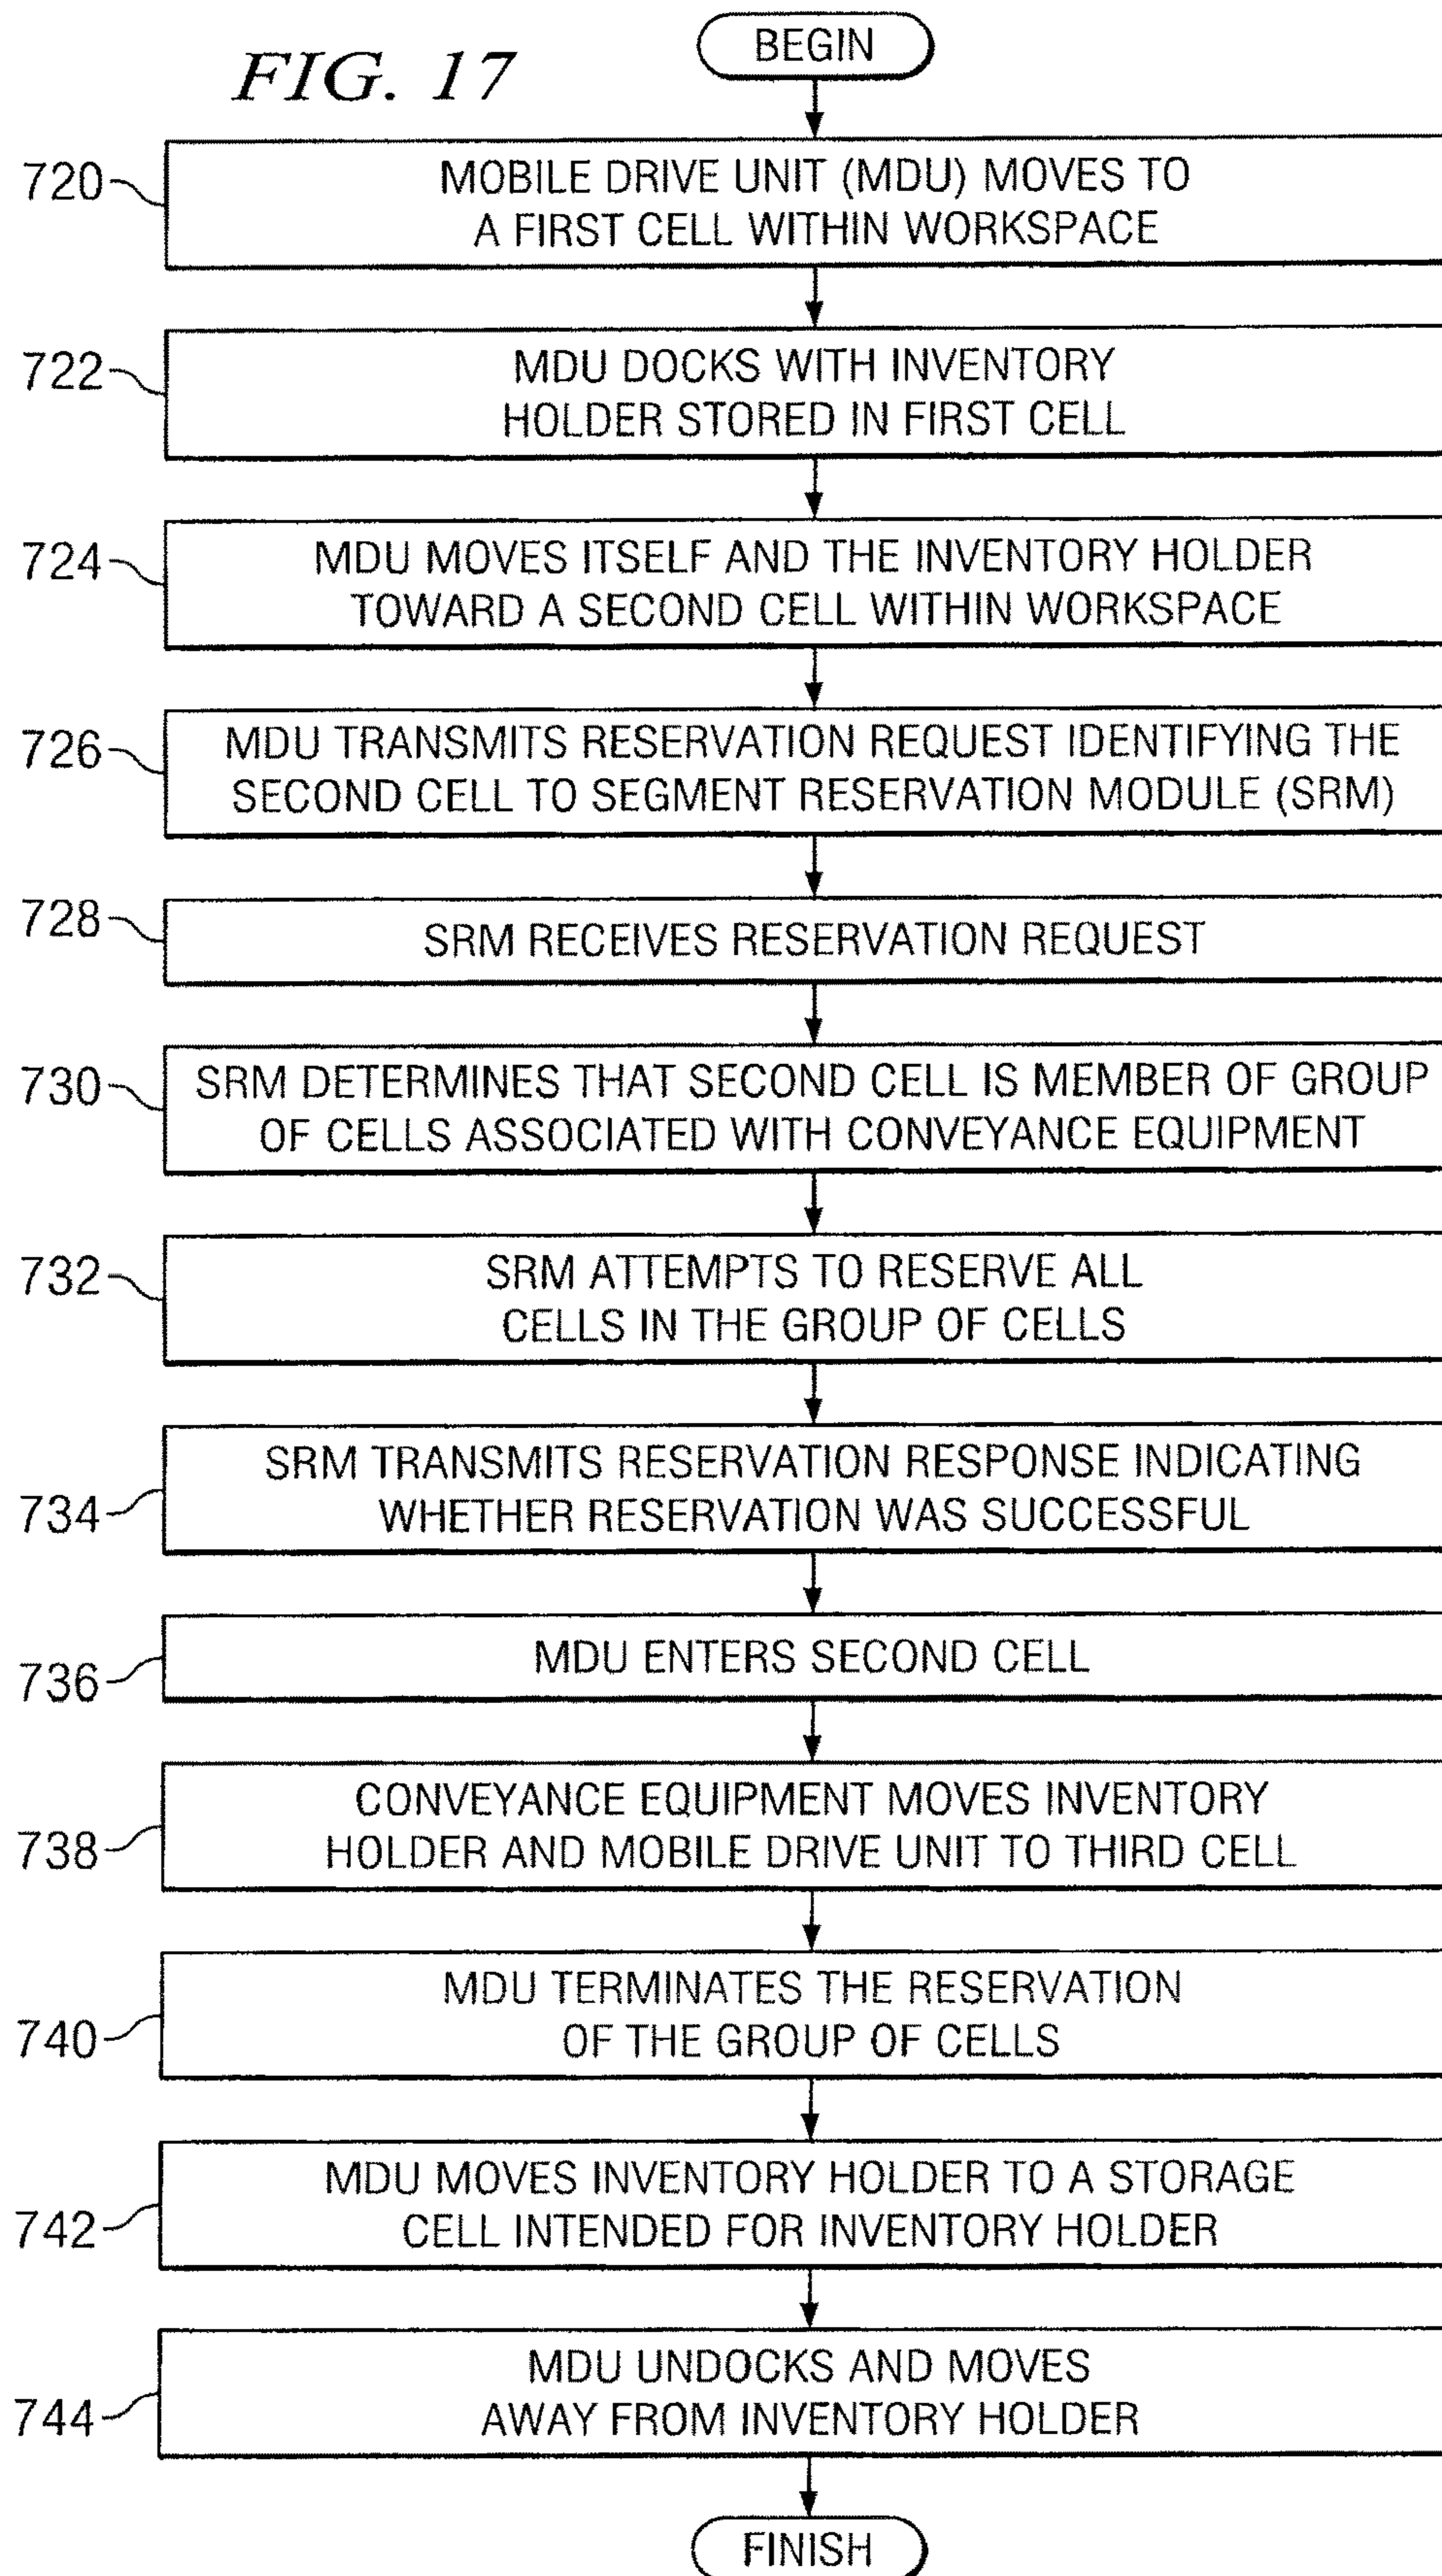 FIG. 17
BEGIN
720
MOBILE DRIVE UNIT (MDU) MOVES TO
A FIRST CELL WITHIN WORKSPACE
722
MDU DOCKS WITH INVENTORY
HOLDER STORED IN FIRST CELL
724
MDU MOVES ITSELF AND THE INVENTORY HOLDER
TOWARD A SECOND CELL WITHIN WORKSPACE
726
MDU TRANSMITS RESERVATION REQUEST IDENTIFYING THE
SECOND CELL TO SEGMENT RESERVATION MODULE (SRM)
728
SRM RECEIVES RESERVATION REQUEST
730
SRM DETERMINES THAT SECOND CELL IS MEMBER OF GROUP
OF CELLS ASSOCIATED WITH CONVEYANCE EQUIPMENT
732
SRM ATTEMPTS TO RESERVE ALL
CELLS IN THE GROUP OF CELLS
734
SRM TRANSMITS RESERVATION RESPONSE INDICATING
WHETHER RESERVATION WAS SUCCESSFUL
736
MDU ENTERS SECOND CELL
738
CONVEYANCE EQUIPMENT MOVES INVENTORY
HOLDER AND MOBILE DRIVE UNIT TO THIRD CELL
740
MDU TERMINATES THE RESERVATION
OF THE GROUP OF CELLS
742
MDU MOVES INVENTORY HOLDER TO A STORAGE
CELL INTENDED FOR INVENTORY HOLDER
744
MDU UNDOCKS AND MOVES
AWAY FROM INVENTORY HOLDER
FINISH